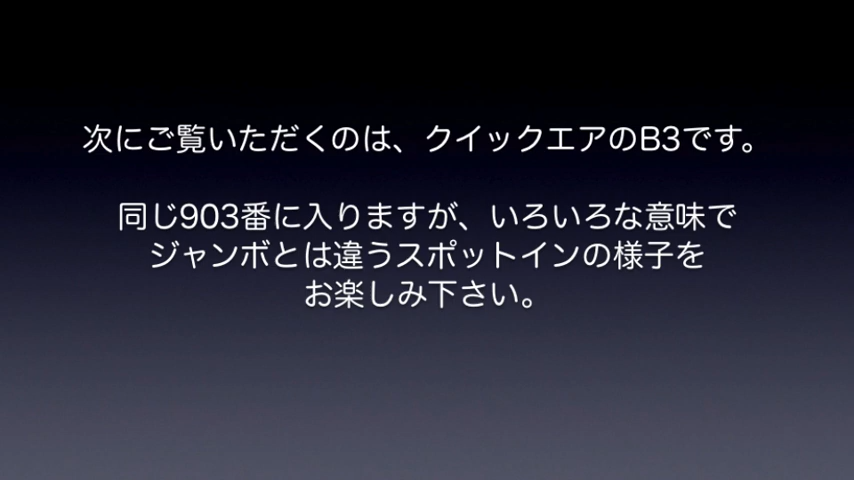 次にご覧いただくのは、クイックエアのB3です。
同じ903番に入りますが、いろいろな意味で
ジャンボとは違うスポットインの様子を
お楽しみ下さい。